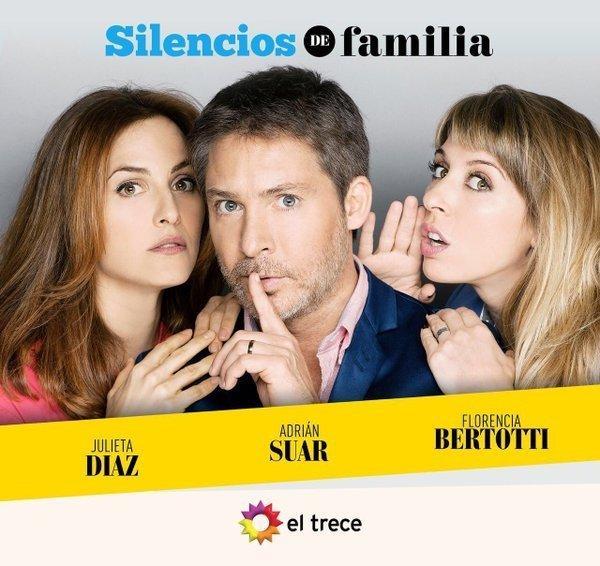 Silencios DE familia
JULIETA
DIAZ
ADRIÁN
SUAR
FLORENCIA
BERTOTTI
el trece